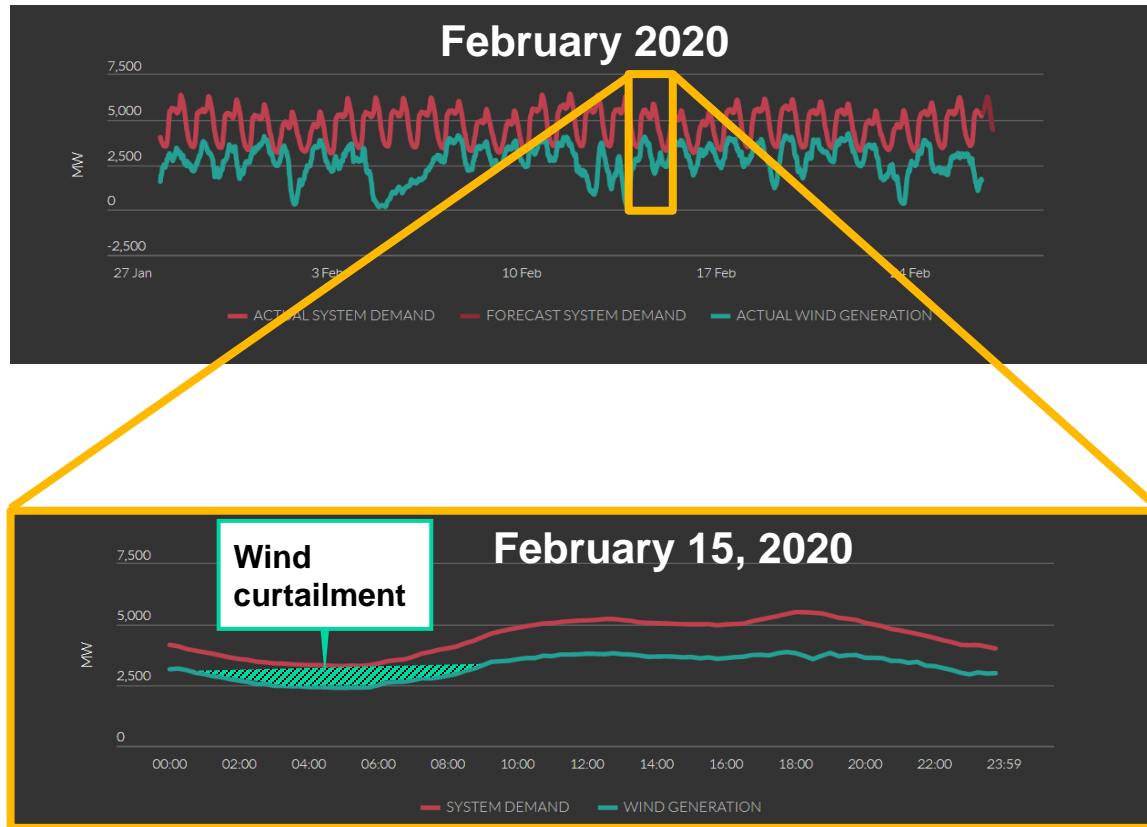 February 2020
7,500
5,000
2,500
0
-2,500
MW
27 Jan
3 Feb
10 Feb
17 Feb
24 Feb
ACTUAL SYSTEM DEMAND FORECAST SYSTEM DEMAND ACTUAL WIND GENERATION
February 15, 2020
Wind
curtailment
7,500
5,000
2,500
0
MW
00:00 02:00 04:00 06:00 08:00 10:00 12:00 14:00 16:00 18:00 20:00 22:00 23:59
SYSTEM DEMAND WIND GENERATION